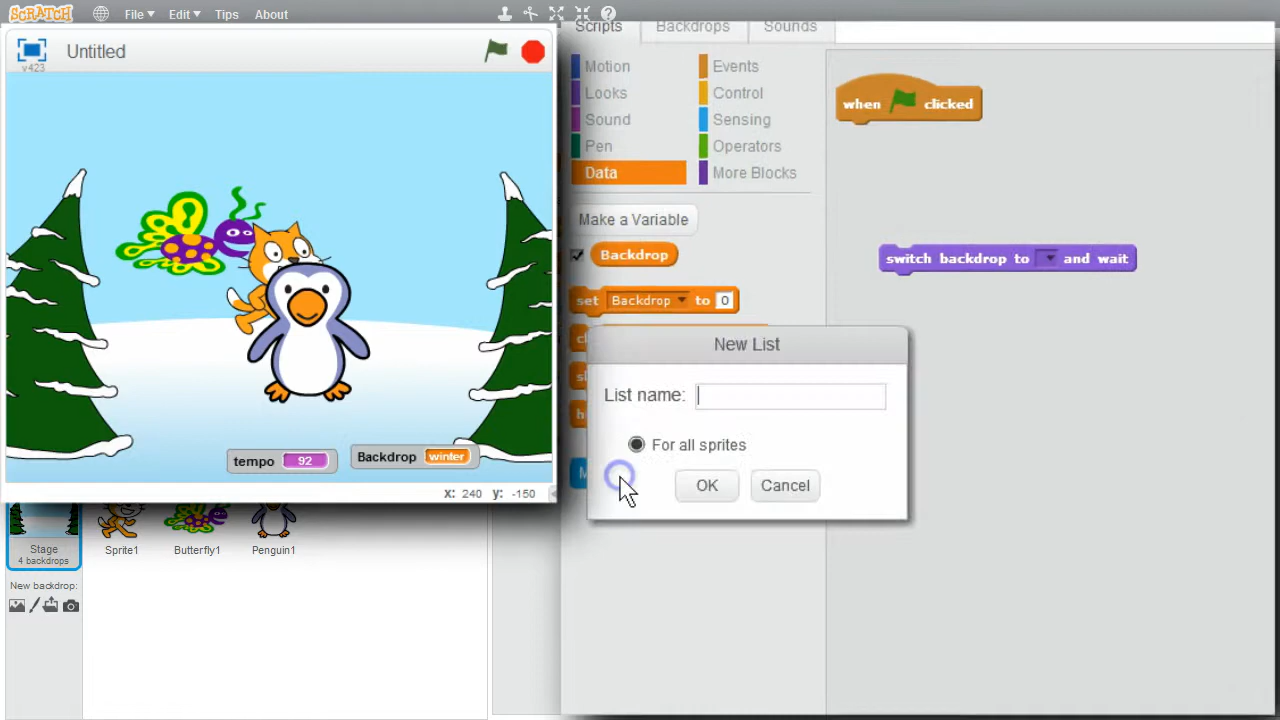 SCRATCH File Edit Tips About
Untitled
v423
tempo 92
Backdrop winter
x: 240 y: -150
Stage
4 backdrops
New backdrop:
Sprite1 Butterfly1 Penguin1
Scripts Backdrops Sounds
Motion Events
Looks Control
Sound Sensing
Pen Operators
Data More Blocks
Make a Variable
Backdrop
set Backdrop to 0
New List
List name:
For all sprites
OK Cancel
when clicked
switch backdrop to and wait